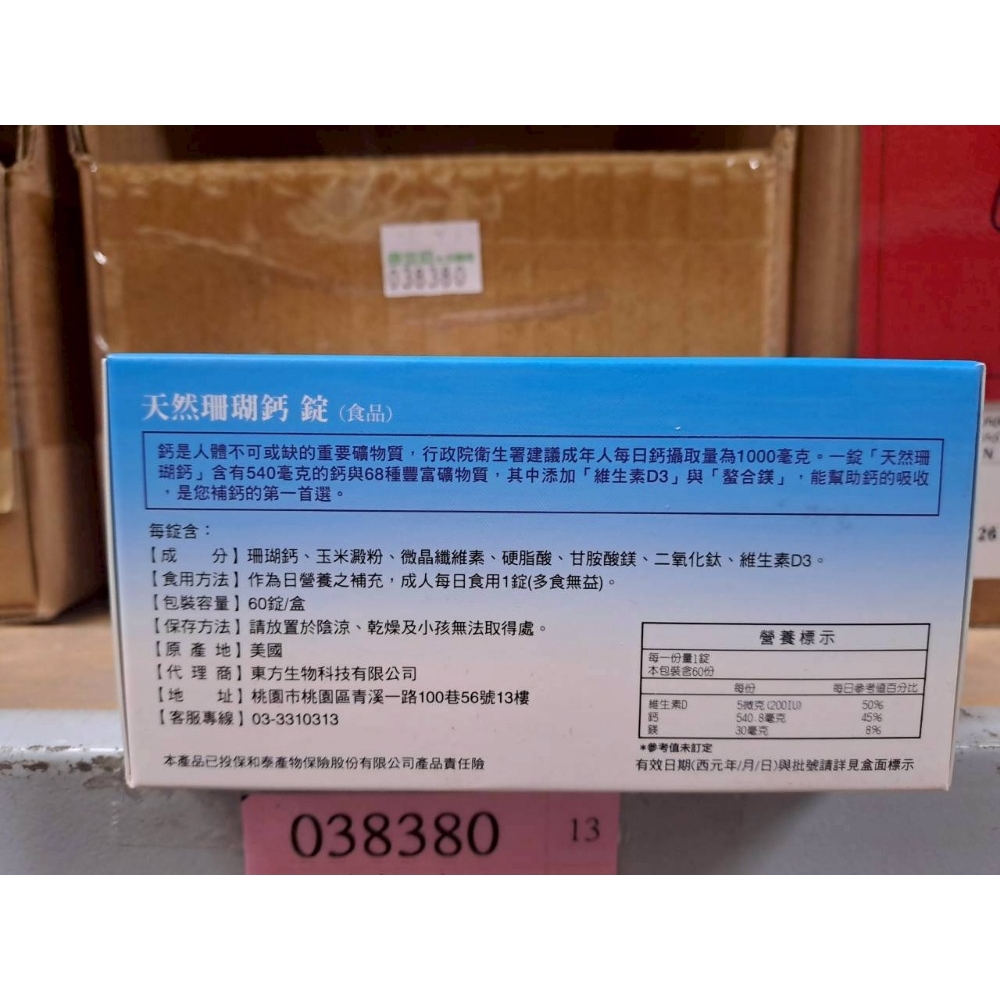 038380
天然珊瑚鈣 錠（食品）
鈣是人體不可或缺的重要礦物質，行政院衛生署建議成年人每日鈣攝取量為1000毫克。一錠「天然珊
瑚鈣」含有540毫克的鈣與68種豐富礦物質，其中添加「維生素D3」與「螯合鎂」，能幫助鈣的吸收
，是您補鈣的第一首選。
每錠含：
【成　　分】珊瑚鈣、玉米澱粉、微晶纖維素、硬脂酸、甘胺酸鎂、二氧化鈦、維生素D3。
【食用方法】作為日營養之補充，成人每日食用1錠(多食無益)。
【包裝容量】60錠/盒
【保存方法】請放置於陰涼、乾燥及小孩無法取得處。
【原 產 地】美國
【代 理 商】東方生物科技有限公司
【地　　址】桃園市桃園區青溪一路100巷56號13樓
【客服專線】03-3310313
本產品已投保和泰產物保險股份有限公司產品責任險
營養標示
每一份量1錠
本包裝含60份
每份 每日參考值百分比
維生素D 5微克(200IU) 50%
鈣 540.8毫克 45%
鎂 30毫克 8%
*參考值未訂定
有效日期(西元年/月/日)與批號請詳見盒面標示
26
038380 13